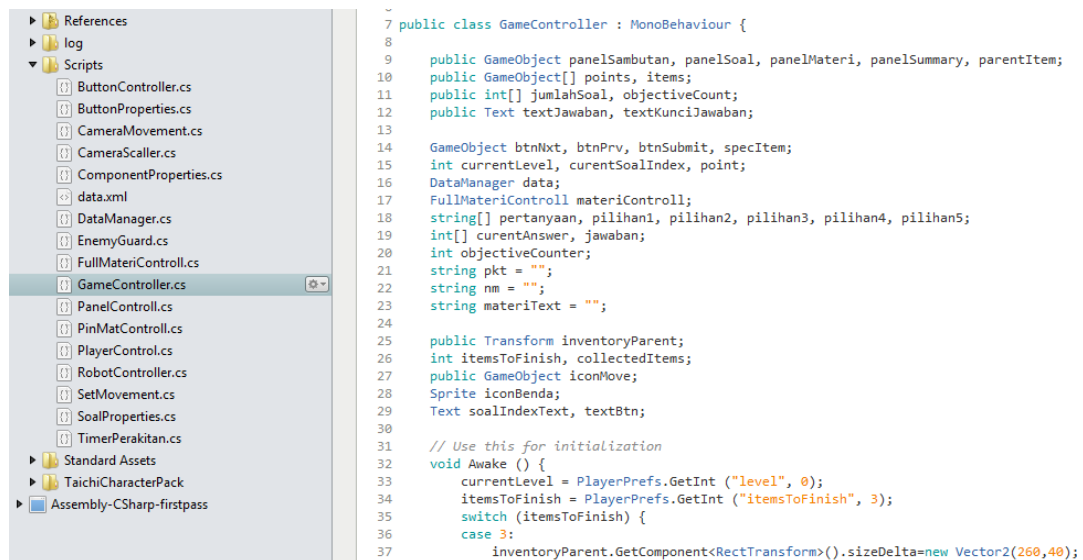 References
log
Scripts
ButtonController.cs
ButtonProperties.cs
CameraMovement.cs
CameraScaller.cs
ComponentProperties.cs
data.xml
DataManager.cs
EnemyGuard.cs
FullMateriControll.cs
GameController.cs
PanelControll.cs
PinMatControll.cs
PlayerControl.cs
RobotController.cs
SetMovement.cs
SoalProperties.cs
TimerPerakitan.cs
Standard Assets
TaichiCharacterPack
Assembly-CSharp-firstpass
7 public class GameController : MonoBehaviour {
8
9 public GameObject panelSambutan, panelSoal, panelMateri, panelSummary, parentItem;
10 public GameObject[] points, items;
11 public int[] jumlahSoal, objectiveCount;
12 public Text textJawaban, textKunciJawaban;
13
14 GameObject btnNxt, btnPrv, btnSubmit, specItem;
15 int currentLevel, curentSoalIndex, point;
16 DataManager data;
17 FullMateriControll materiControll;
18 string[] pertanyaan, pilihan1, pilihan2, pilihan3, pilihan4, pilihan5;
19 int[] curentAnswer, jawaban;
20 int objectiveCounter;
21 string pkt = "";
22 string nm = "";
23 string materiText = "";
24
25 public Transform inventoryParent;
26 int itemsToFinish, collectedItems;
27 public GameObject iconMove;
28 Sprite iconBenda;
29 Text soalIndexText, textBtn;
30
31 // Use this for initialization
32 void Awake () {
33 currentLevel = PlayerPrefs.GetInt ("level", 0);
34 itemsToFinish = PlayerPrefs.GetInt ("itemsToFinish", 3);
35 switch (itemsToFinish) {
36 case 3:
37 inventoryParent.GetComponent<RectTransform>().sizeDelta=new Vector2(260,40);